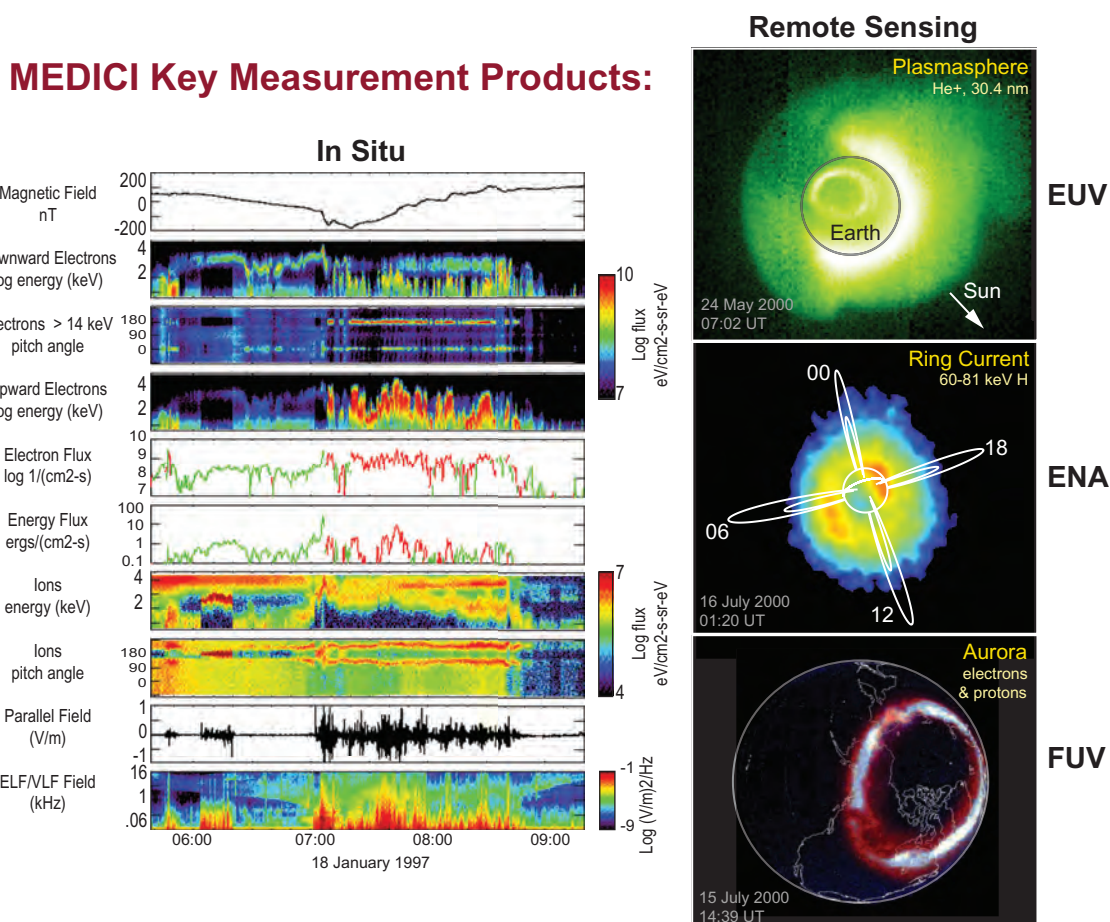 MEDICI Key Measurement Products:
In Situ
Magnetic Field
nT
200
0
-200
Electrons
energy (keV)
4
2
> 14 keV
pitch angle
180
90
0
Electrons
energy (keV)
4
2
10
Log flux
eV/cm2-s-sr-eV
7
Electron Flux
log 1/(cm2-s)
10
9
8
7
Energy Flux
ergs/(cm2-s)
100
10
1
0.1
Ions
energy (keV)
4
2
Ions
pitch angle
180
90
0
7
Log flux
eV/cm2-s-sr-eV
4
Parallel Field
(V/m)
1
0
-1
ELF/VLF Field
(kHz)
16
1
.06
-1
Log (V/m)2/Hz
-9
06:00 07:00 08:00 09:00
18 January 1997
Remote Sensing
Plasmasphere
He+, 30.4 nm
Earth
Sun
24 May 2000
07:02 UT
EUV
Ring Current
60-81 keV H
00
18
06
12
16 July 2000
01:20 UT
ENA
Aurora
electrons
& protons
15 July 2000
14:39 UT
FUV